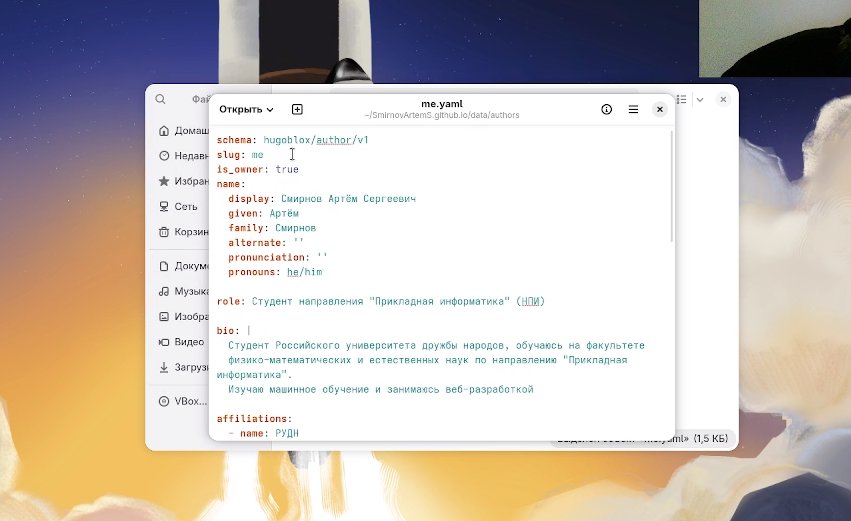 Фай
Домаш
Недавн
Избран
Сеть
Корзин
Докуме
Музыка
Изобра
Видео
Загруз
VBox...
Открыть
me.yaml
~/SmirnovArtemS.github.io/data/authors
schema: hugoblox/author/v1
slug: me
is_owner: true
name:
display: Смирнов Артём Сергеевич
given: Артём
family: Смирнов
alternate: ''
pronunciation: ''
pronouns: he/him
role: Студент направления "Прикладная информатика" (НПИ)
bio: |
Студент Российского университета дружбы народов, обучаюсь на факультете
физико-математических и естественных наук по направлению "Прикладная
информатика".
Изучаю машинное обучение и занимаюсь веб-разработкой
affiliations:
- name: РУДН
«me.yaml» (1,5 КБ)